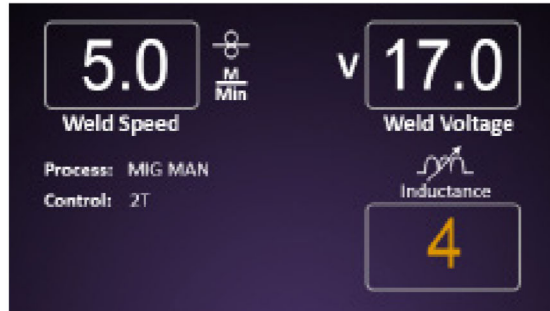 5.0
M
Min
Weld Speed
V 17.0
Weld Voltage
Process: MIG MAN
Control: 2T
Inductance
4